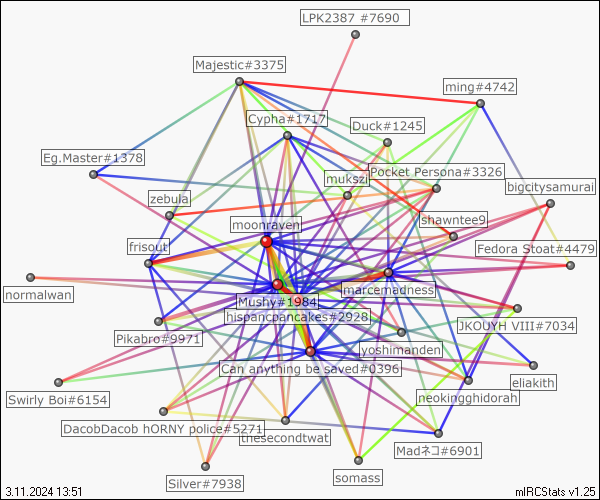 LPK2387 #7690
Majestic#3375
ming#4742
Cypha#1717
Duck#1245
Eg.Master#1378
mukszi
Pocket Persona#3326
bigcitysamurai
zebula
moonraven
shawntee9
frisout
Fedora Stoat#4479
normalwan
marcemadness
Mushy#1984
hispancpancakes#2928
JKOUYH VIII#7034
Pikabro#9971
yoshimanden
Can anything be saved#0396
eliakith
Swirly Boi#6154
neokingghidorah
DacobDacob hORNY police#5271
thesecondtwat
Madネコ#6901
somass
Silver#7938
3.11.2024 13:51
mIRCStats v1.25